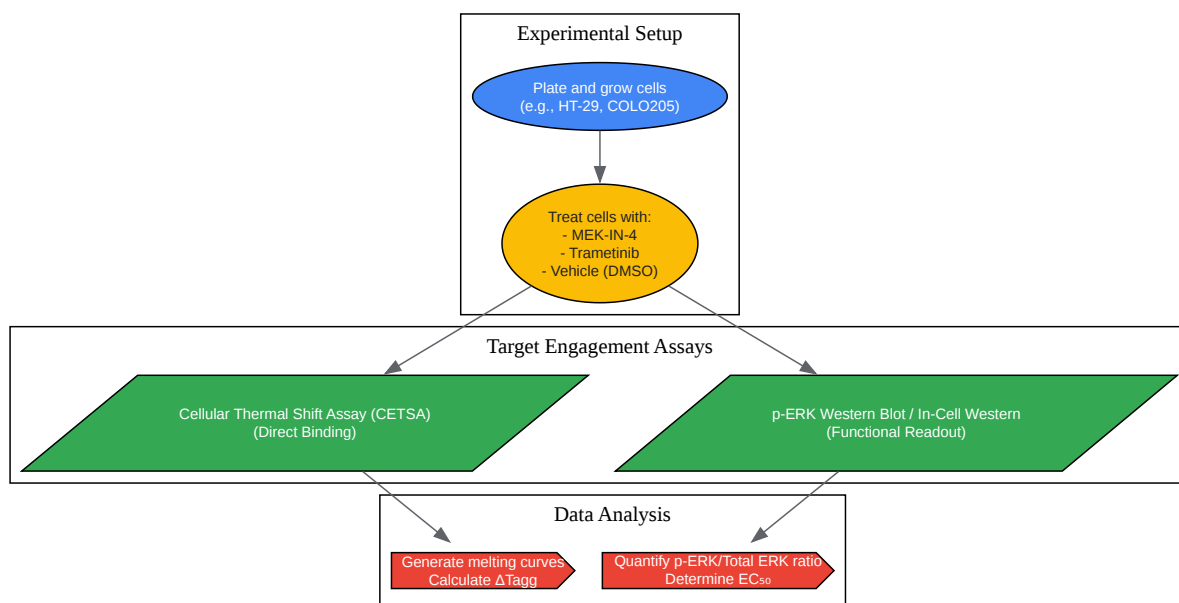 Experimental Setup
Plate and grow cells
(e.g., HT-29, COLO205)
Treat cells with:
- MEK-IN-4
- Trametinib
- Vehicle (DMSO)
Target Engagement Assays
Cellular Thermal Shift Assay (CETSA)
(Direct Binding)
p-ERK Western Blot / In-Cell Western
(Functional Readout)
Data Analysis
Generate melting curves
Calculate ΔTagg
Quantify p-ERK/Total ERK ratio
Determine EC₅₀